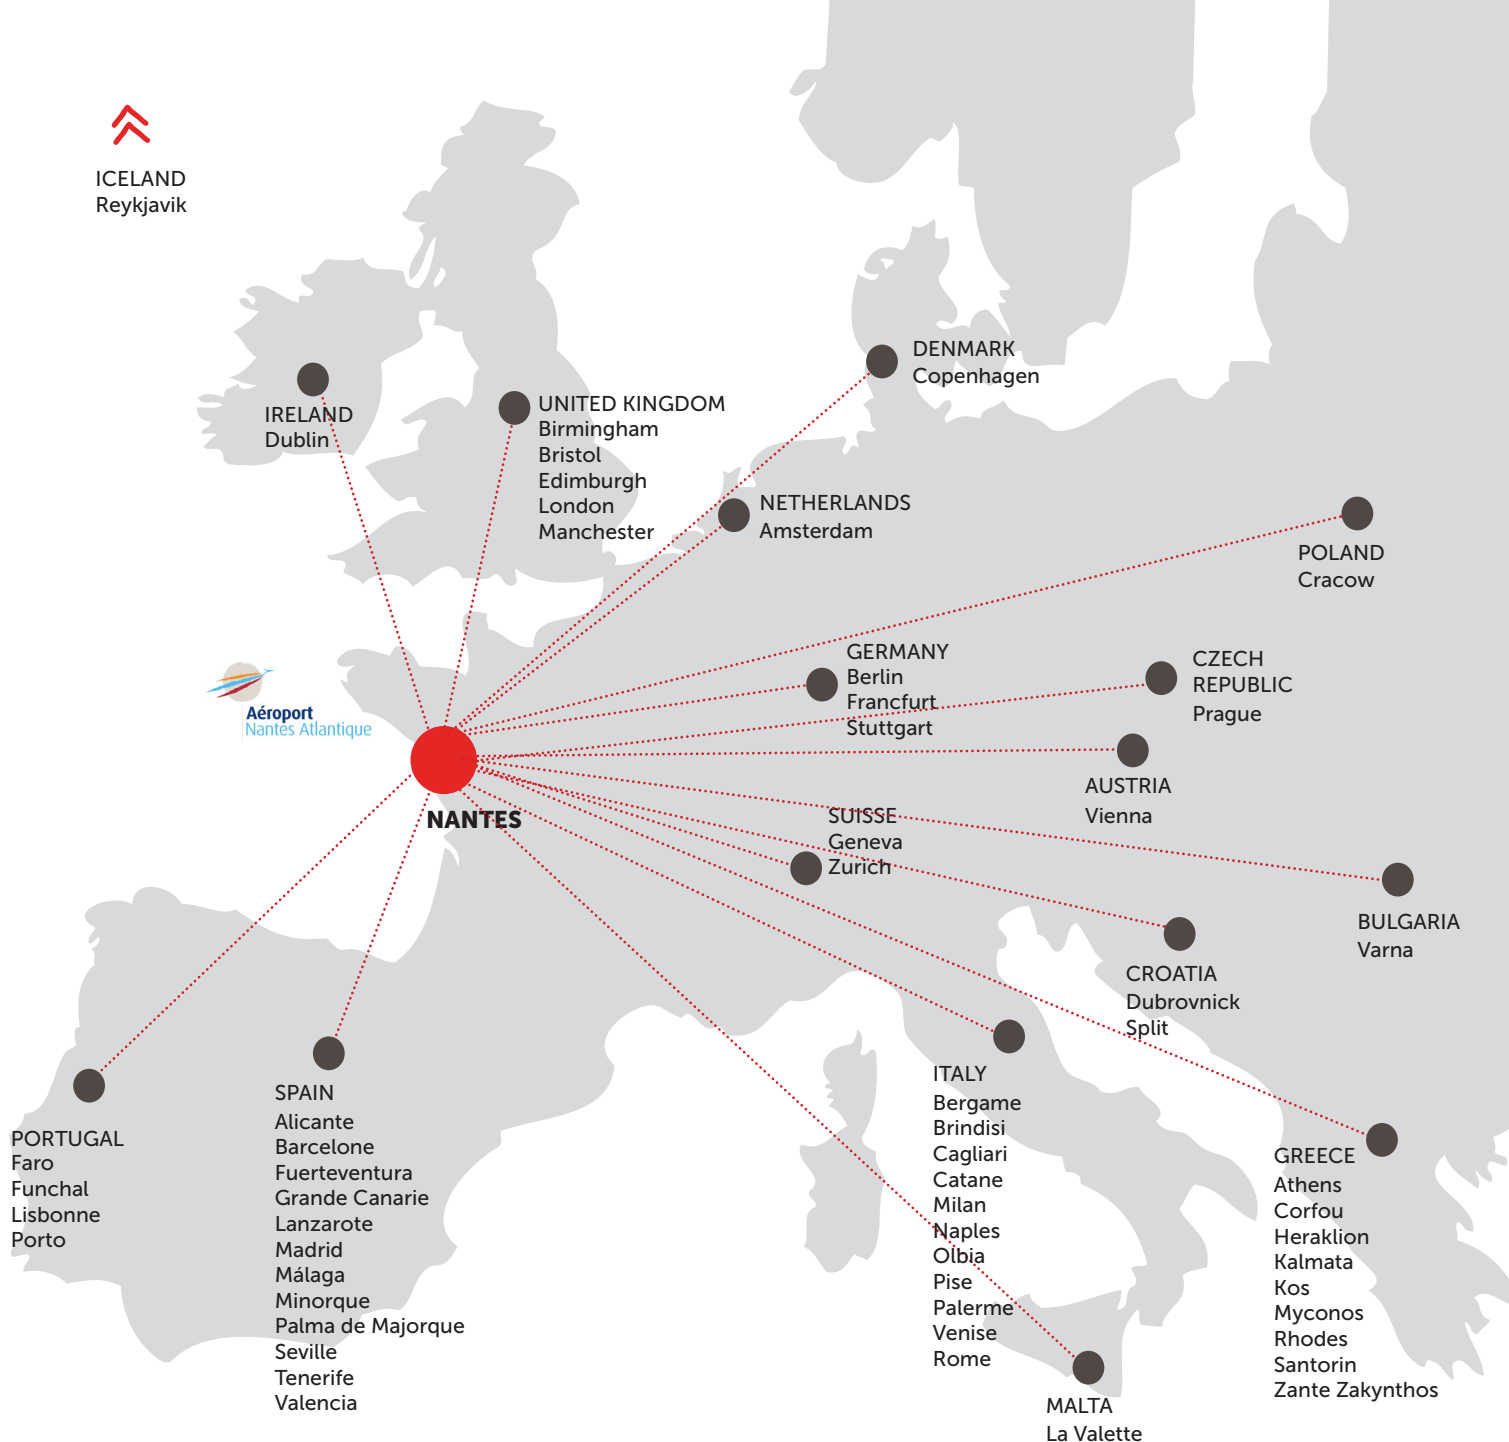 ICELAND
Reykjavik
DENMARK
Copenhagen
IRELAND
Dublin
UNITED KINGDOM
Birmingham
Bristol
Edimburgh
London
Manchester
NETHERLANDS
Amsterdam
POLAND
Cracow
GERMANY
Berlin
Francfurt
Stuttgart
CZECH
REPUBLIC
Prague
Aéroport
Nantes Atlantique
NANTES
AUSTRIA
Vienna
SUISSE
Geneva
Zurich
BULGARIA
Varna
CROATIA
Dubrovnick
Split
PORTUGAL
Faro
Funchal
Lisbonne
Porto
SPAIN
Alicante
Barcelone
Fuerteventura
Grande Canarie
Lanzarote
Madrid
Málaga
Minorque
Palma de Majorque
Seville
Tenerife
Valencia
ITALY
Bergame
Brindisi
Cagliari
Catane
Milan
Naples
Olbia
Pise
Palerme
Venise
Rome
GREECE
Athens
Corfou
Heraklion
Kalmata
Kos
Myconos
Rhodes
Santorin
Zante Zakynthos
MALTA
La Valette